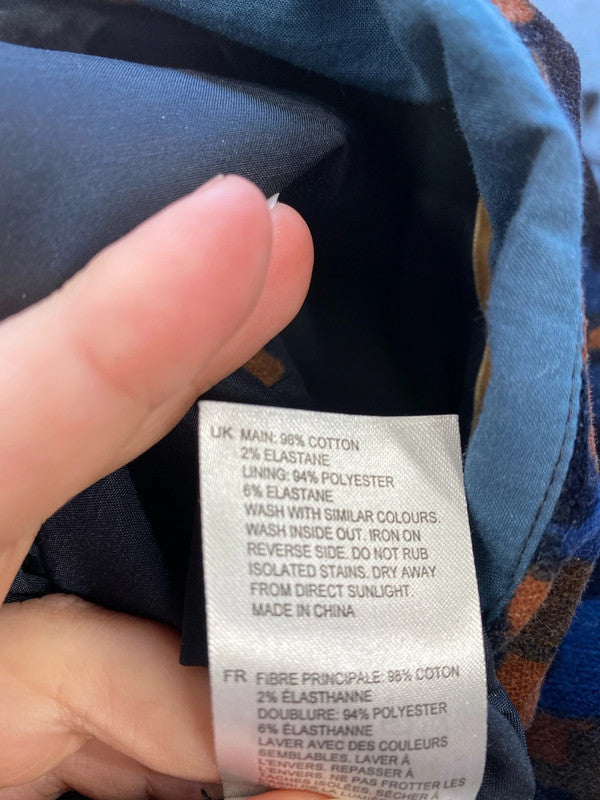 UK MAIN: 98% COTTON
2% ELASTANE
LINING: 94% POLYESTER
6% ELASTANE
WASH WITH SIMILAR COLOURS.
WASH INSIDE OUT. IRON ON
REVERSE SIDE. DO NOT RUB
ISOLATED STAINS. DRY AWAY
FROM DIRECT SUNLIGHT.
MADE IN CHINA
FR FIBRE PRINCIPALE: 98% COTON
2% ÉLASTHANNE
DOUBLURE: 94% POLYESTER
6% ÉLASTHANNE
LAVER AVEC DES COULEURS
SEMBLABLES. LAVER À
L'ENVERS. REPASSER À
L'ENVERS. NE PAS FROTTER LES